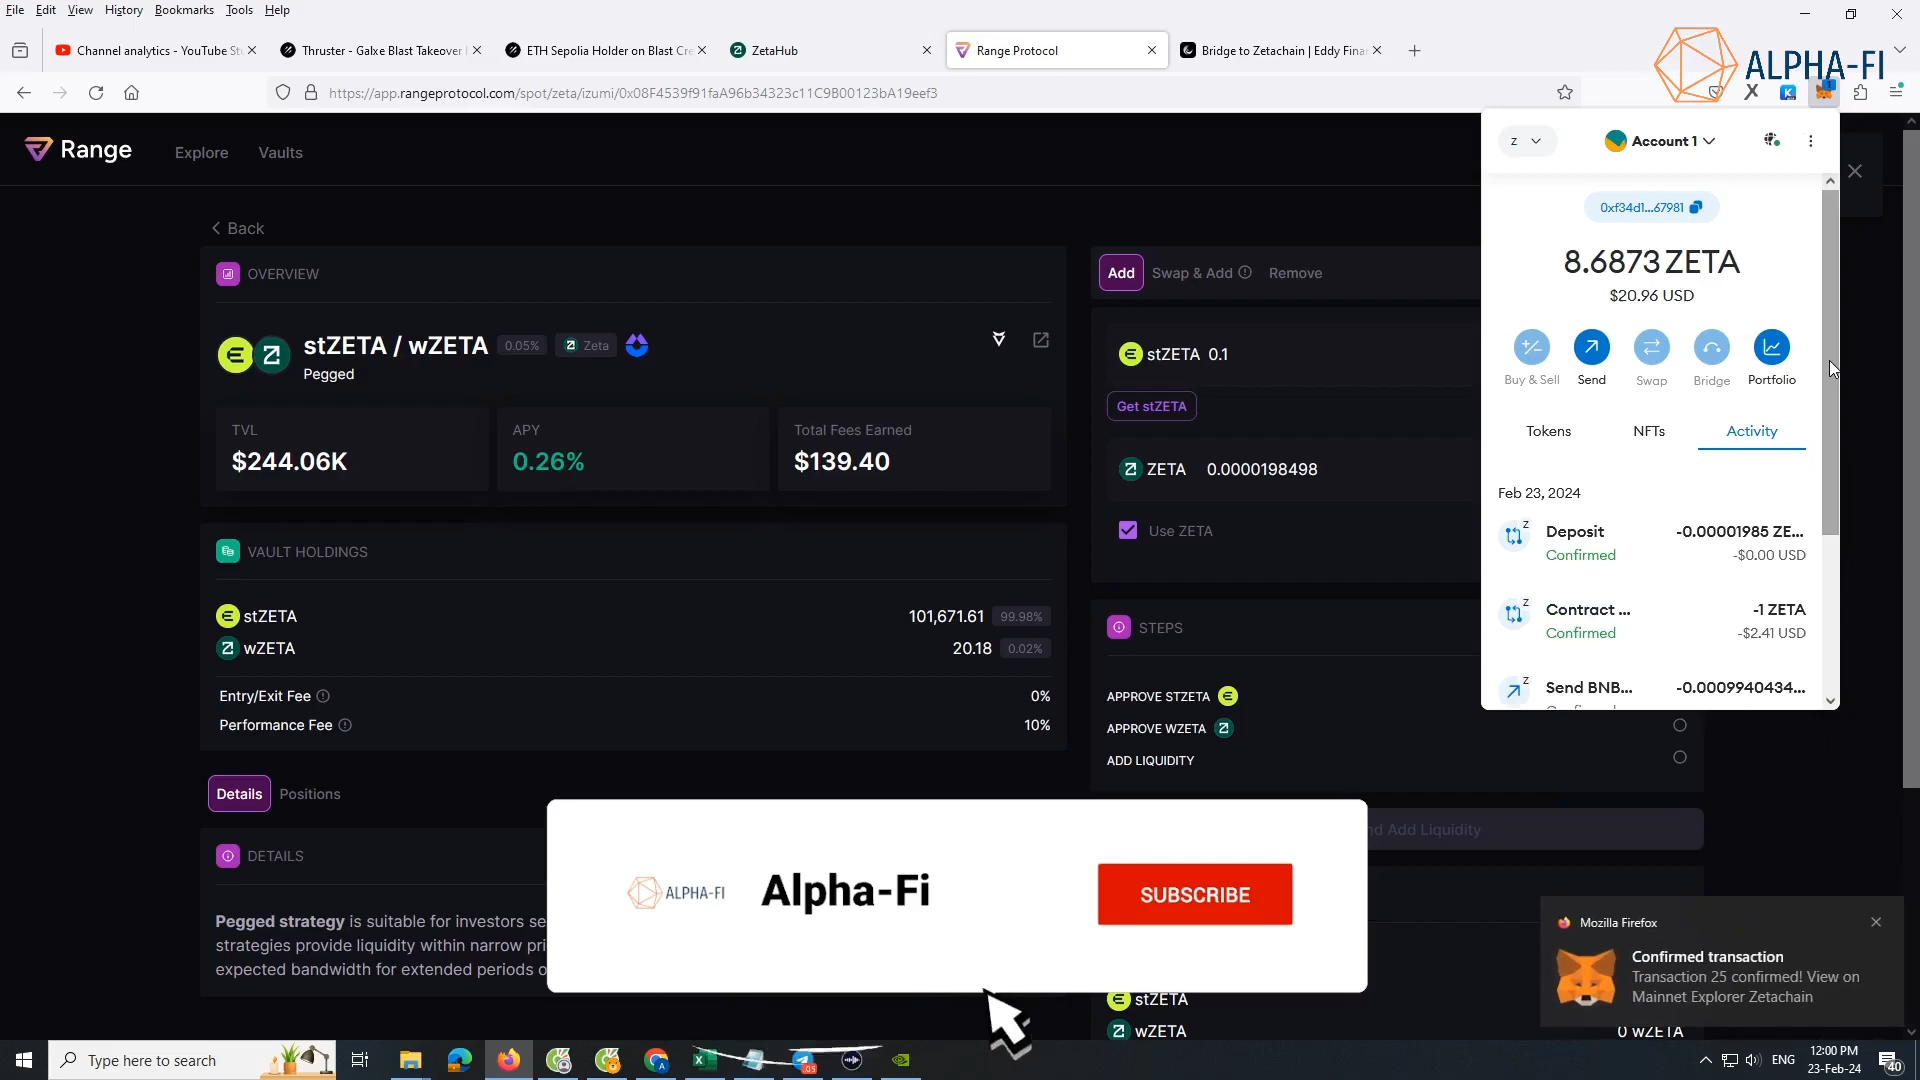 File Edit View History Bookmarks Tools Help
Channel analytics - YouTube St
Thruster - Galxe Blast Takeover
ETH Sepolia Holder on Blast Cre
ZetaHub
Range Protocol
Bridge to Zetachain | Eddy Finan
ALPHA-FI
https://app.rangeprotocol.com/spot/zeta/izumi/0x08F4539f91faA96b34323c11C9B00123bA19eef3
Range
Explore
Vaults
Back
OVERVIEW
stZETA / wZETA
0.05%
Zeta
Pegged
TVL
$244.06K
APY
0.26%
Total Fees Earned
$139.40
VAULT HOLDINGS
stZETA
101,671.61
99.98%
wZETA
20.18
0.02%
Entry/Exit Fee
0%
Performance Fee
10%
Details
Positions
DETAILS
Pegged strategy is suitable for investors se
strategies provide liquidity within narrow pri
expected bandwidth for extended periods o
Add
Swap & Add
Remove
stZETA 0.1
Get stZETA
ZETA 0.0000198498
Use ZETA
STEPS
APPROVE STZETA
APPROVE WZETA
ADD LIQUIDITY
nd Add Liquidity
stZETA
wZETA
0 wZETA
Z
Account 1
0xf34d1...67981
8.6873 ZETA
$20.96 USD
Buy & Sell
Send
Swap
Bridge
Portfolio
Tokens
NFTs
Activity
Feb 23, 2024
Z
Deposit
-0.00001985 ZE...
Confirmed
-$0.00 USD
Z
Contract ...
-1 ZETA
Confirmed
-$2.41 USD
Z
Send BNB...
-0.0009940434...
ALPHA-FI
Alpha-Fi
SUBSCRIBE
Mozilla Firefox
Confirmed transaction
Transaction 25 confirmed! View on
Mainnet Explorer Zetachain
Type here to search
ENG
12:00 PM
23-Feb-24
40